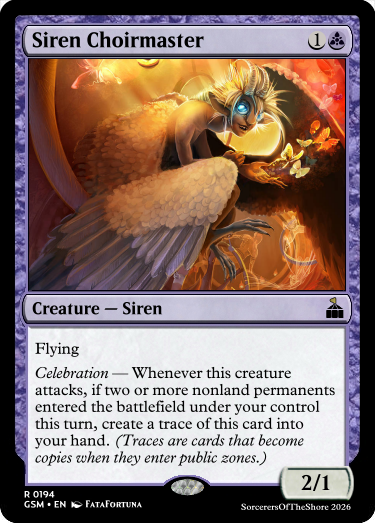 Siren Choirmaster
1
Creature — Siren
Flying
Celebration — Whenever this creature
attacks, if two or more nonland permanents
entered the battlefield under your control
this turn, create a trace of this card into
your hand. (Traces are cards that become
copies when they enter public zones.)
2/1
R 0194
GSM • EN FATAFORTUNA
SorcerersOfTheShore 2026